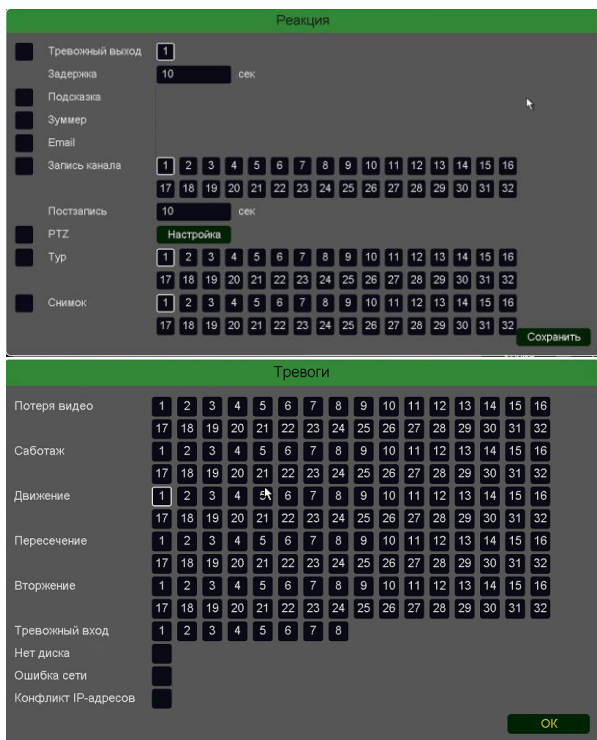 Реакция
Тревожный выход 1
Задержка 10 сек
Подсказка
Зуммер
Email
Запись канала 1 2 3 4 5 6 7 8 9 10 11 12 13 14 15 16
17 18 19 20 21 22 23 24 25 26 27 28 29 30 31 32
Постзапись 10 сек
PTZ Настройка
Тур 1 2 3 4 5 6 7 8 9 10 11 12 13 14 15 16
17 18 19 20 21 22 23 24 25 26 27 28 29 30 31 32
Снимок 1 2 3 4 5 6 7 8 9 10 11 12 13 14 15 16
17 18 19 20 21 22 23 24 25 26 27 28 29 30 31 32
Сохранить
Тревоги
Потеря видео 1 2 3 4 5 6 7 8 9 10 11 12 13 14 15 16
17 18 19 20 21 22 23 24 25 26 27 28 29 30 31 32
Саботаж 1 2 3 4 5 6 7 8 9 10 11 12 13 14 15 16
17 18 19 20 21 22 23 24 25 26 27 28 29 30 31 32
Движение 1 2 3 4 5 6 7 8 9 10 11 12 13 14 15 16
17 18 19 20 21 22 23 24 25 26 27 28 29 30 31 32
Пересечение 1 2 3 4 5 6 7 8 9 10 11 12 13 14 15 16
17 18 19 20 21 22 23 24 25 26 27 28 29 30 31 32
Вторжение 1 2 3 4 5 6 7 8 9 10 11 12 13 14 15 16
17 18 19 20 21 22 23 24 25 26 27 28 29 30 31 32
Тревожный вход 1 2 3 4 5 6 7 8
Нет диска
Ошибка сети
Конфликт IP-адресов
OK